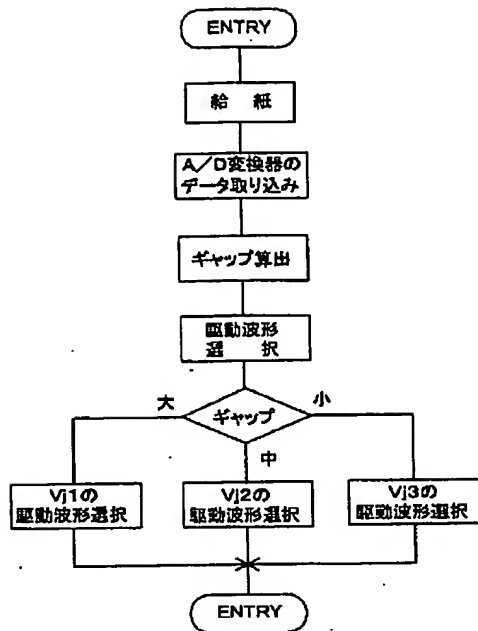 ENTRY
給 紙
A/D変換器の
データ取り込み
ギャップ算出
駆動波形
選 択
大
ギャップ
小
中
Vj1の
駆動波形選択
Vj2の
駆動波形選択
Vj3の
駆動波形選択
ENTRY